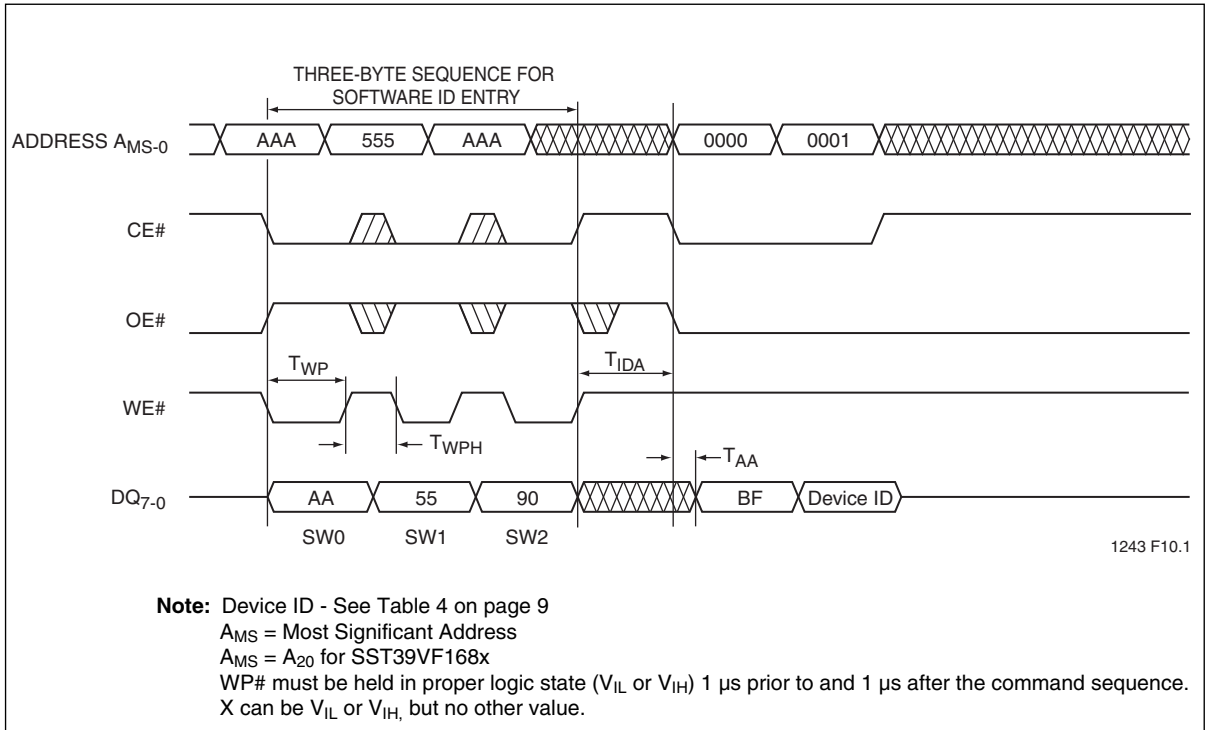 THREE-BYTE SEQUENCE FOR
SOFTWARE ID ENTRY
ADDRESS AMS-0
AAA
555
AAA
0000
0001
CE#
OE#
TWP
TIDA
WE#
TWPH
TAA
DQ7-0
AA
55
90
BF
Device ID
SW0
SW1
SW2
1243 F10.1
Note: Device ID - See Table 4 on page 9
AMS = Most Significant Address
AMS = A20 for SST39VF168x
WP# must be held in proper logic state (VIL or VIH) 1 µs prior to and 1 µs after the command sequence.
X can be VIL or VIH, but no other value.